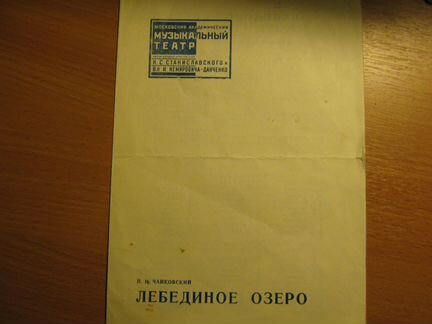 МОСКОВСКИЙ АКАДЕМИЧЕСКИЙ
МУЗЫКАЛЬНЫЙ
ТЕАТР
К.С. СТАНИСЛАВСКОГО И
ВЛ. И. НЕМИРОВИЧА-ДАНЧЕНКО
П. И. ЧАЙКОВСКИЙ
ЛЕБЕДИНОЕ ОЗЕРО